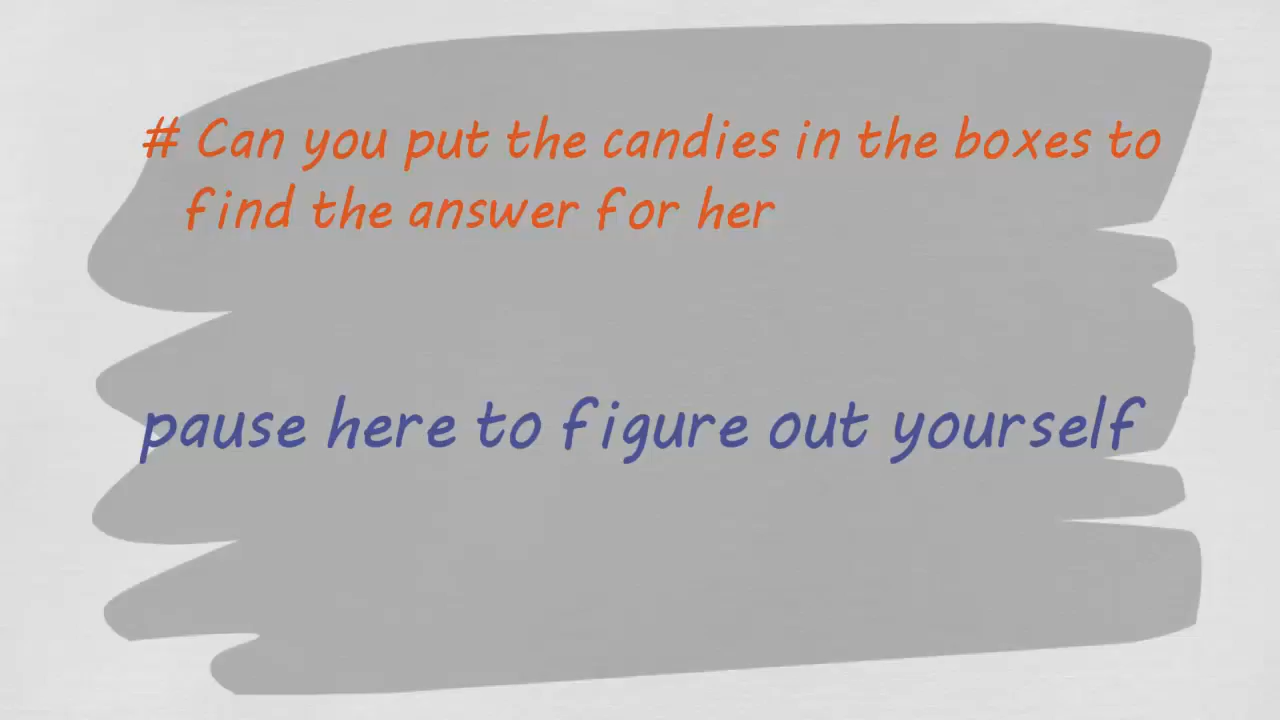 # Can you put the candies in the boxes to
find the answer for her
pause here to figure out yourself